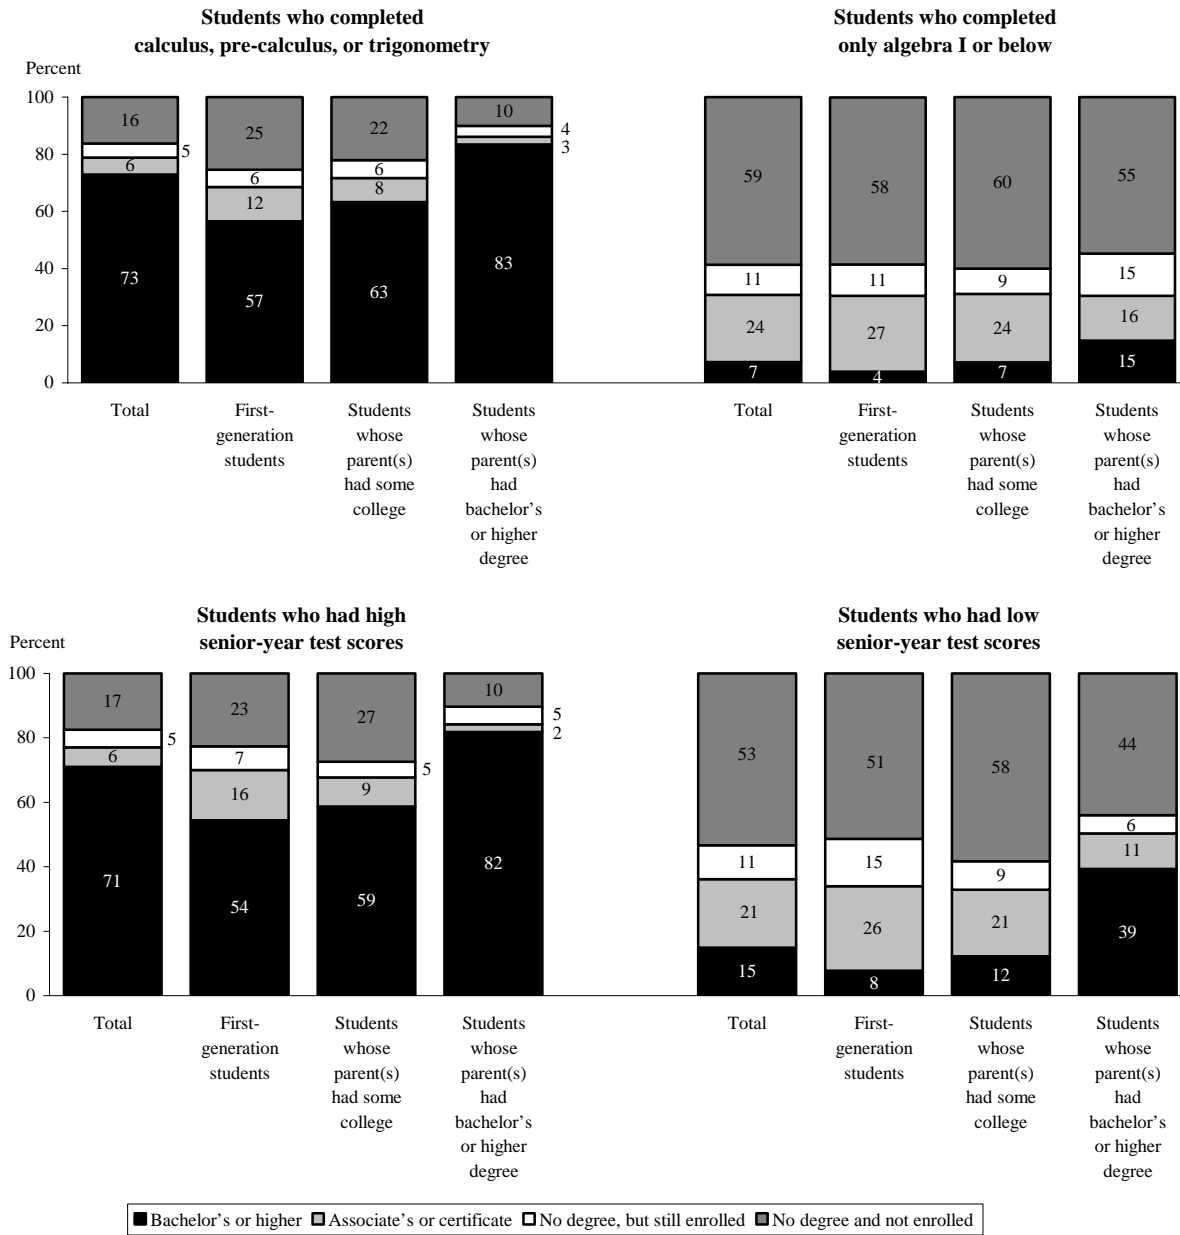 Students who completed
calculus, pre-calculus, or trigonometry
Percent
100
80
60
40
20
0
16
5
6
73
25
6
12
57
22
6
8
63
10
4
3
83
Total
First-
generation
students
Students
whose
parent(s)
had some
college
Students
whose
parent(s)
had
bachelor’s
or higher
degree
Students who completed
only algebra I or below
59
11
24
7
58
11
27
4
60
9
24
7
55
15
16
15
Total
First-
generation
students
Students
whose
parent(s)
had some
college
Students
whose
parent(s)
had
bachelor’s
or higher
degree
Students who had high
senior-year test scores
Percent
100
80
60
40
20
0
17
5
6
71
23
7
16
54
27
5
9
59
10
5
2
82
Total
First-
generation
students
Students
whose
parent(s)
had some
college
Students
whose
parent(s)
had
bachelor’s
or higher
degree
Students who had low
senior-year test scores
53
11
21
15
51
15
26
8
58
9
21
12
44
6
11
39
Total
First-
generation
students
Students
whose
parent(s)
had some
college
Students
whose
parent(s)
had
bachelor’s
or higher
degree
Bachelor’s or higher Associate’s or certificate No degree, but still enrolled No degree and not enrolled